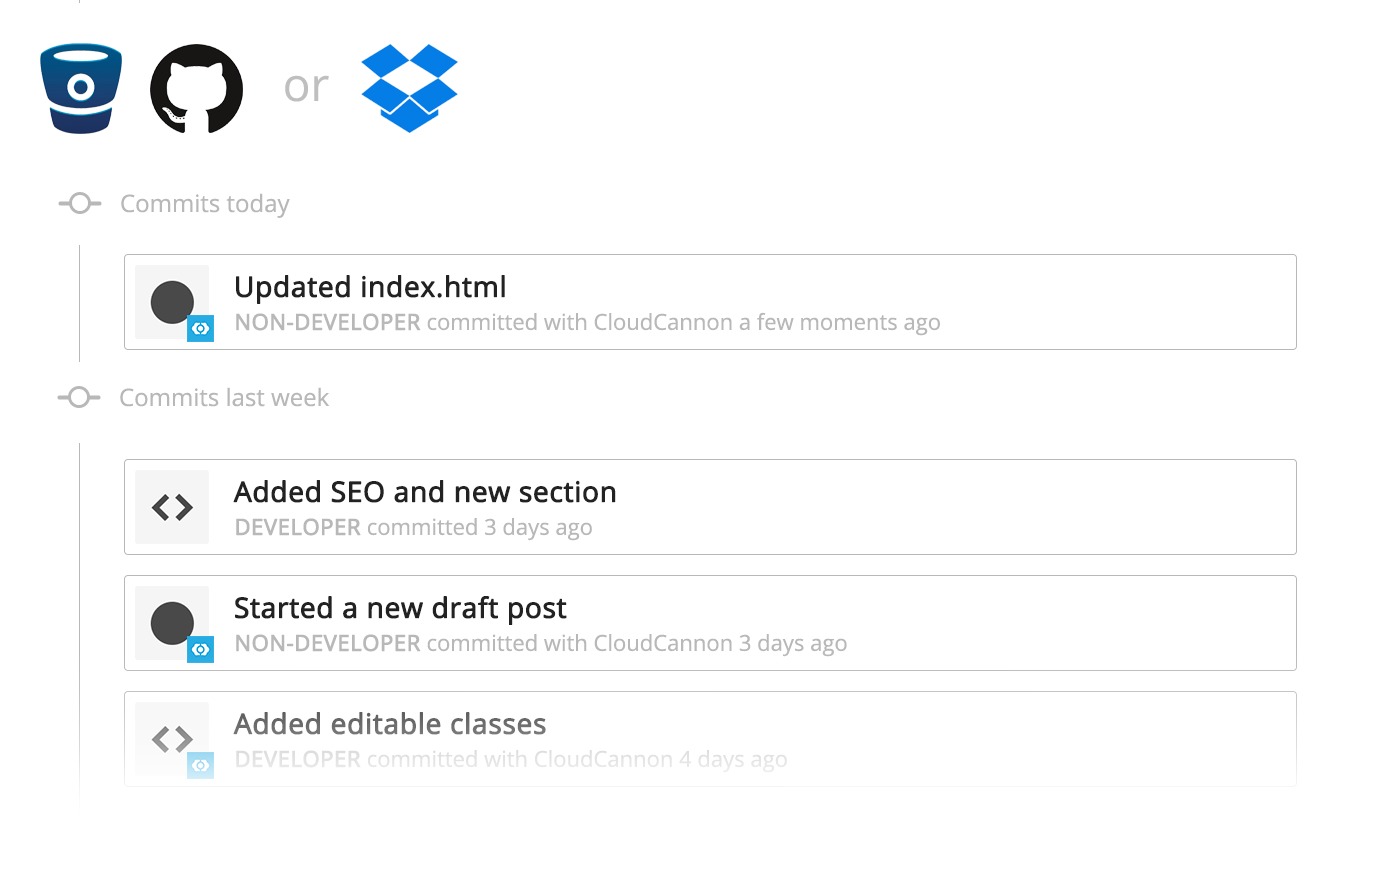 or
Commits today
Updated index.html
NON-DEVELOPER committed with CloudCannon a few moments ago
Commits last week
Added SEO and new section
DEVELOPER committed 3 days ago
Started a new draft post
NON-DEVELOPER committed with CloudCannon 3 days ago
Added editable classes
DEVELOPER committed with CloudCannon 4 days ago